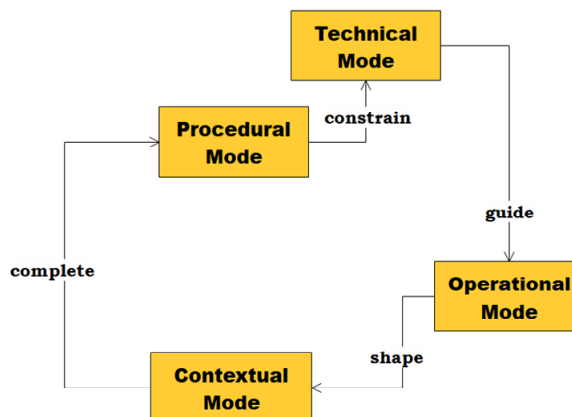 Technical
Mode
constrain
Procedural
Mode
guide
complete
Operational
Mode
shape
Contextual
Mode